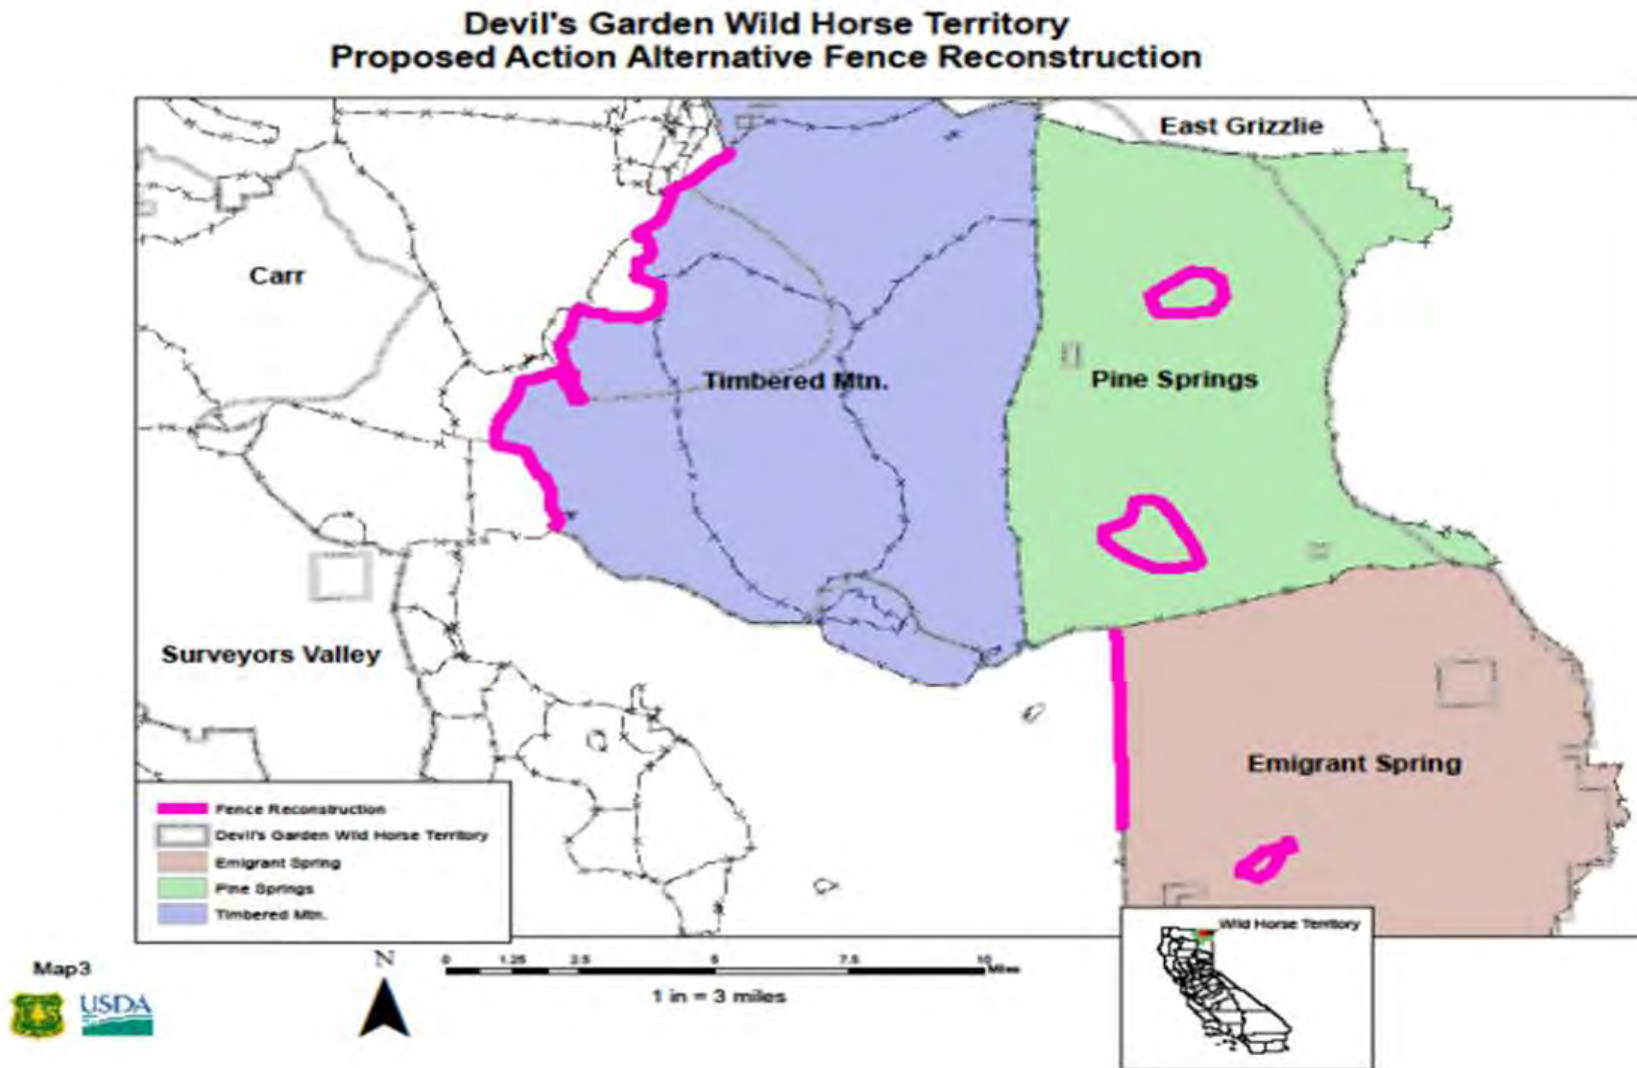 Devil's Garden Wild Horse Territory
Proposed Action Alternative Fence Reconstruction
East Grizzlie
Carr
Timbered Mtn.
Pine Springs
Surveyors Valley
Emigrant Spring
Fence Reconstruction
Devil's Garden Wild Horse Territory
Emigrant Spring
Pine Springs
Timbered Mtn.
Wild Horse Territory
Map3
USDA
N
0 1.25 2.5 5 7.5 10
Miles
1 in = 3 miles